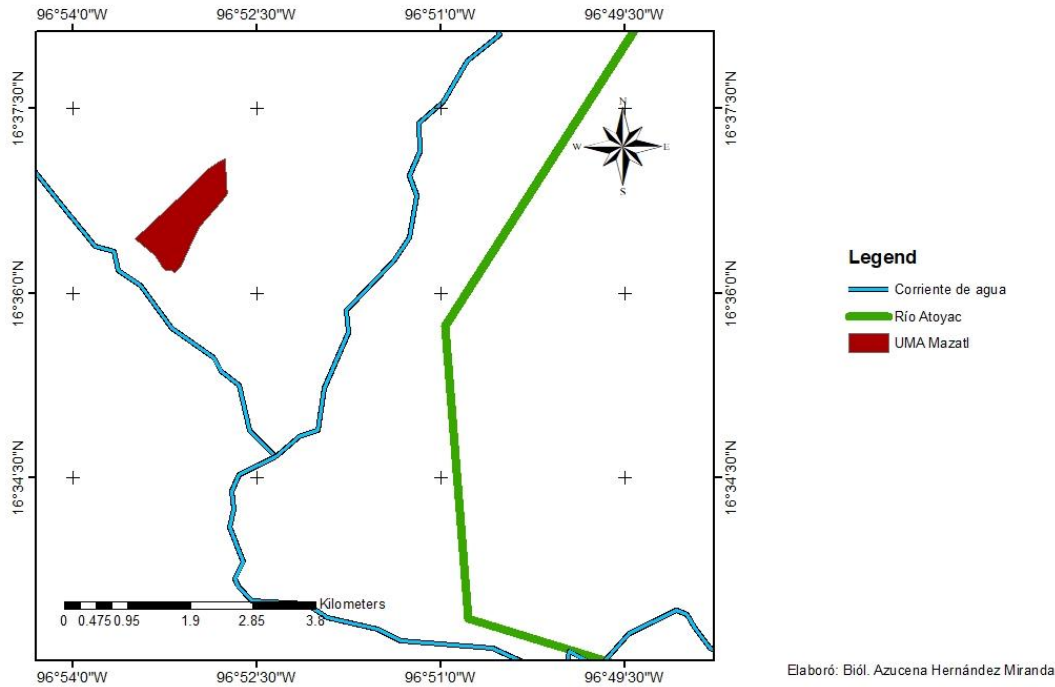 96°54'0"W 96°52'30"W 96°51'0"W 96°49'30"W
16°37'30"N
16°36'0"N
16°34'30"N
16°37'30"N
16°36'0"N
16°34'30"N
N
W E
S
Legend
Corriente de agua
Río Atoyac
UMA Mazatl
Kilometers
0 0.475 0.95 1.9 2.85 3.8
96°54'0"W 96°52'30"W 96°51'0"W 96°49'30"W
Elaboró: Biól. Azucena Hernández Miranda